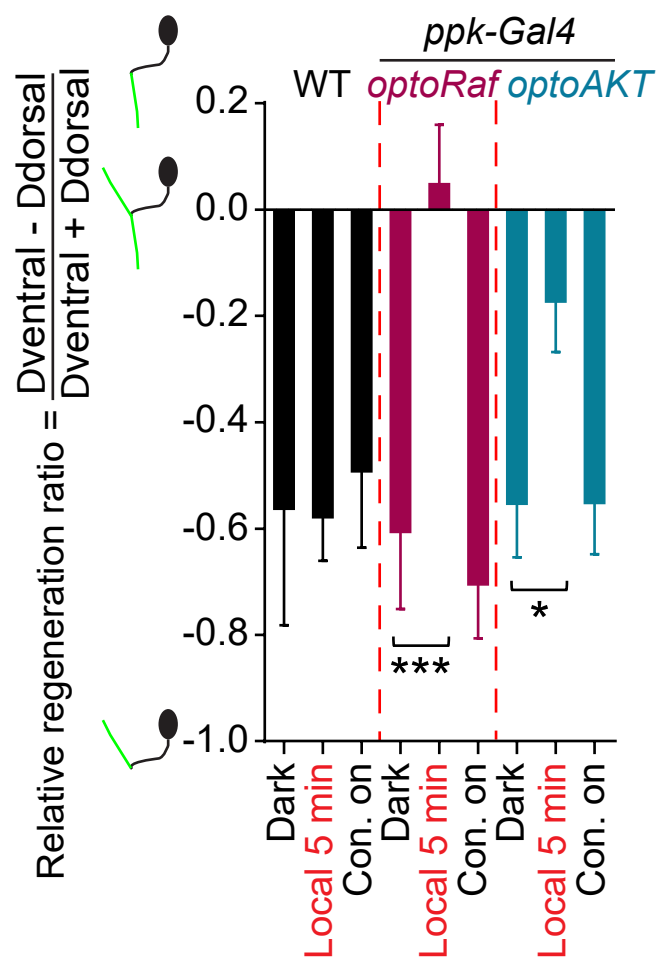 ppk-Gal4
WT optoRaf optoAKT
Relative regeneration ratio = Dventral - Ddorsal
Dventral + Ddorsal
0.2
0.0
-0.2
-0.4
-0.6
-0.8
-1.0
***
*
Dark
Local 5 min
Con. on
Dark
Local 5 min
Con. on
Dark
Local 5 min
Con. on